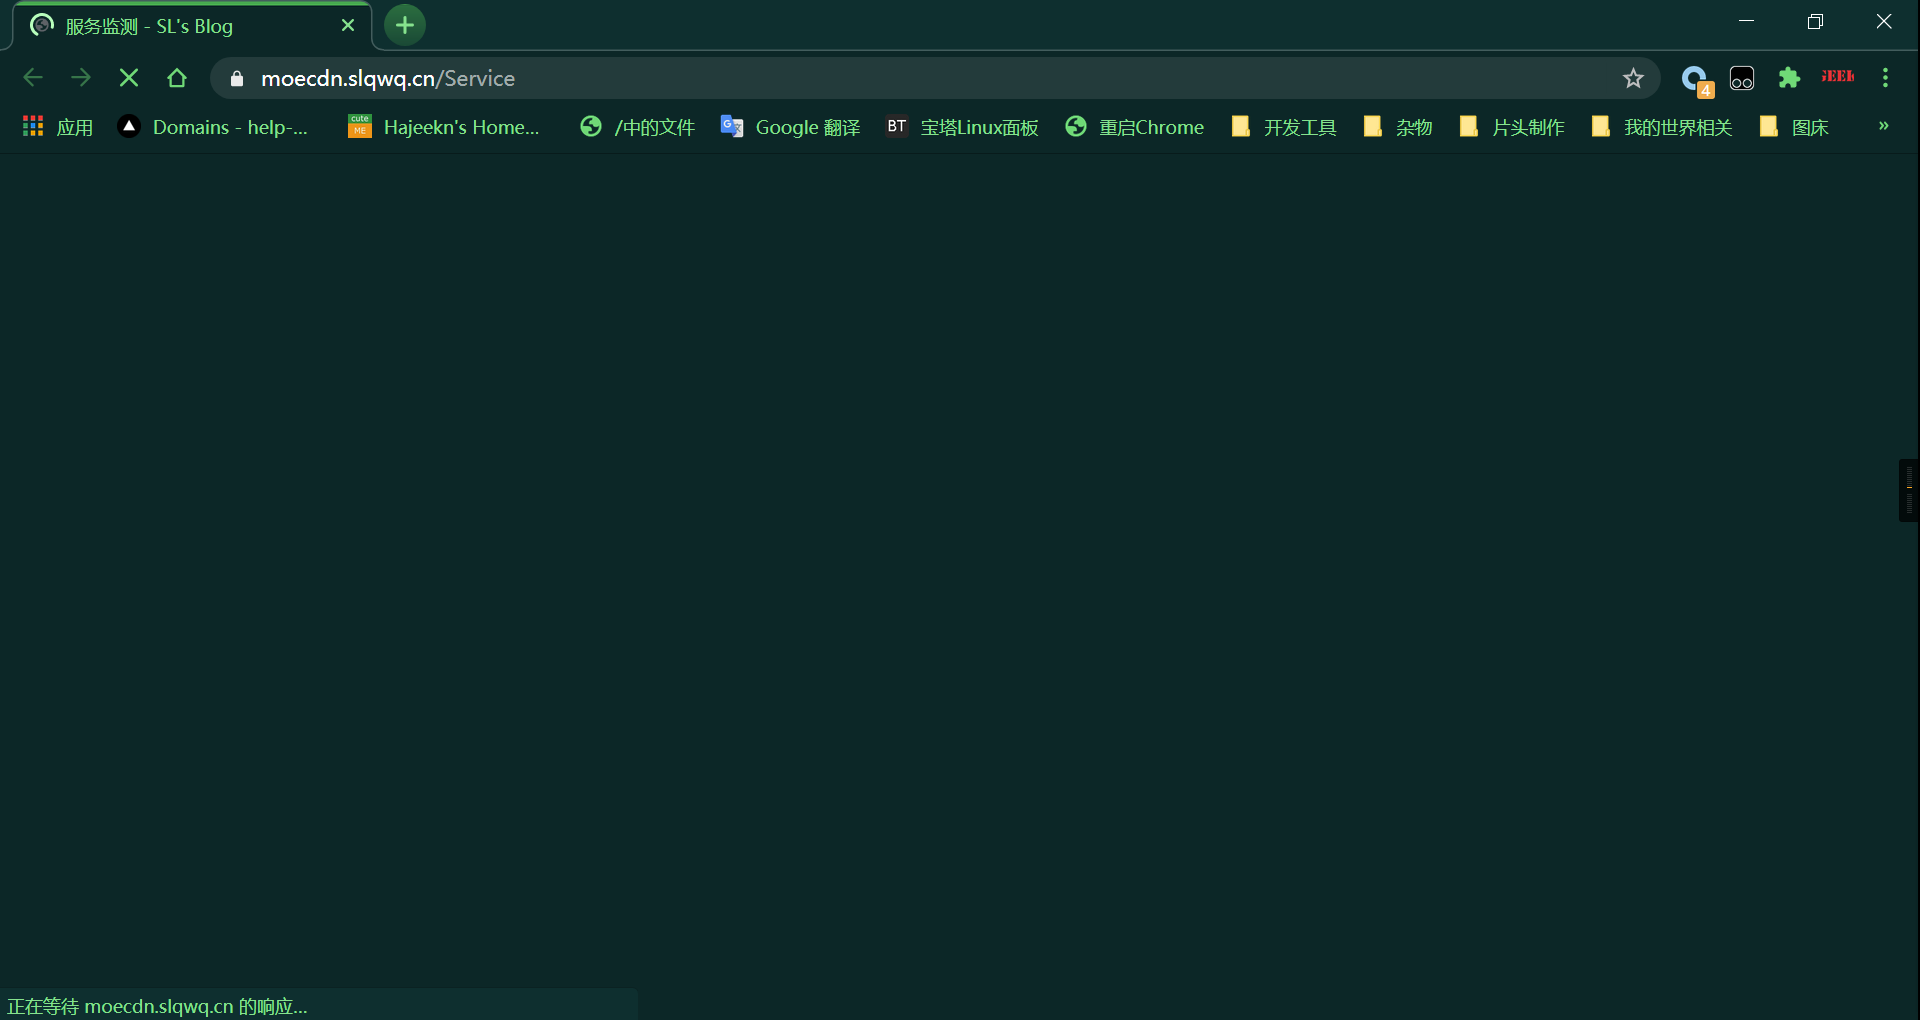 服务监测 - SL's Blog
moecdn.slqwq.cn/Service
4
应用 Domains - help-... cute ME Hajeekn's Home... /中的文件 Google 翻译 BT 宝塔Linux面板 重启Chrome 开发工具 杂物 片头制作 我的世界相关 图床 »
正在等待 moecdn.slqwq.cn 的响应...